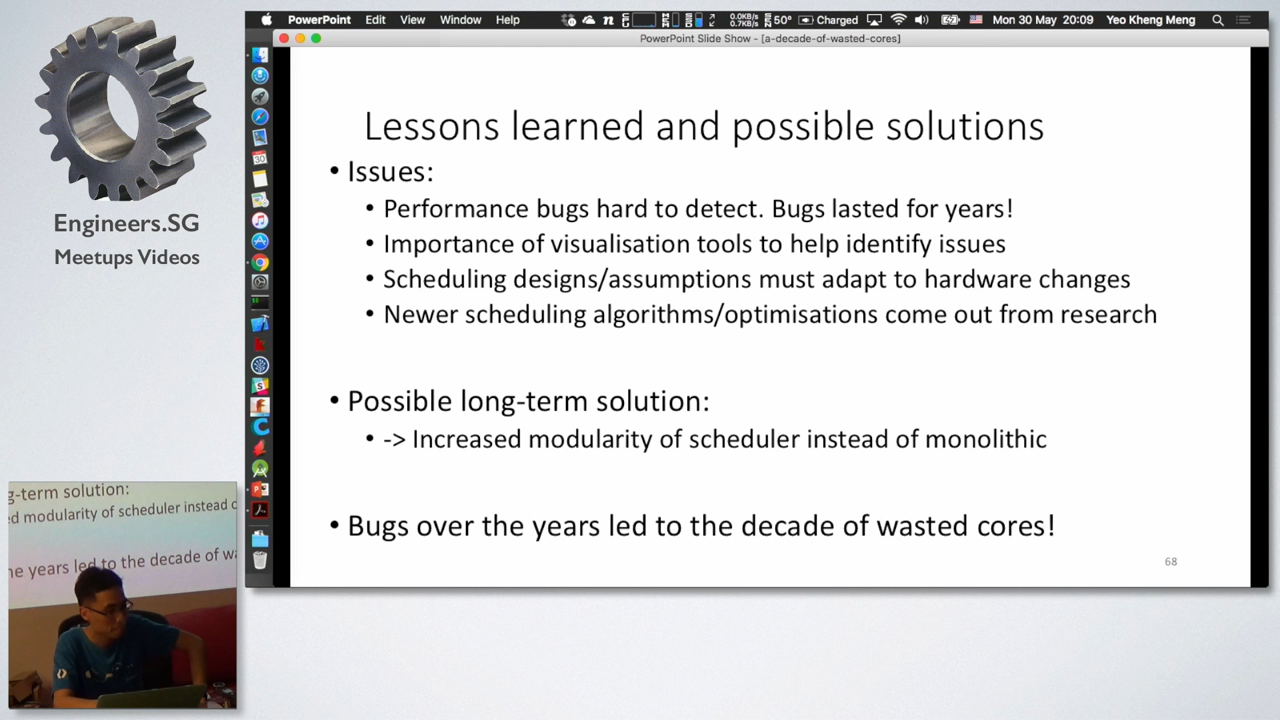 PowerPoint Edit View Window Help 0.0KB/s 0.7KB/s 50° Charged Mon 30 May 20:09 Yeo Kheng Meng
PowerPoint Slide Show - [a-decade-of-wasted-cores]
Engineers.SG
Meetups Videos
Lessons learned and possible solutions
• Issues:
• Performance bugs hard to detect. Bugs lasted for years!
• Importance of visualisation tools to help identify issues
• Scheduling designs/assumptions must adapt to hardware changes
• Newer scheduling algorithms/optimisations come out from research
• Possible long-term solution:
• -> Increased modularity of scheduler instead of monolithic
• Bugs over the years led to the decade of wasted cores!
68
g-term solution:
ed modularity of scheduler instead o
he years led to the decade of wa